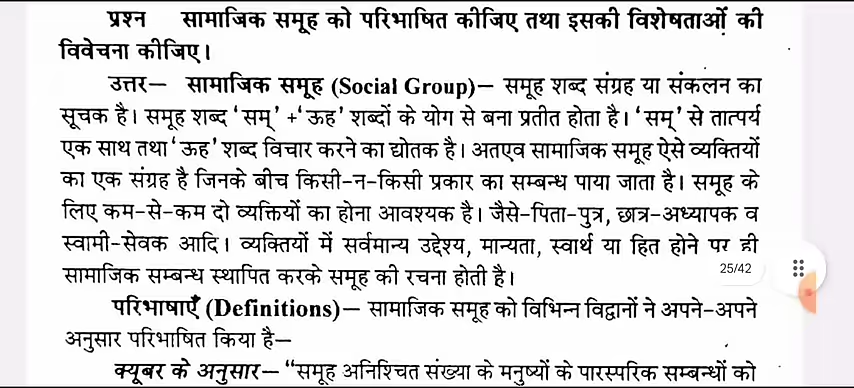 प्रश्न सामाजिक समूह को परिभाषित कीजिए तथा इसकी विशेषताओं की
विवेचना कीजिए।
उत्तर— सामाजिक समूह (Social Group)— समूह शब्द संग्रह या संकलन का
सूचक है। समूह शब्द ‘सम्’ +‘ऊह’ शब्दों के योग से बना प्रतीत होता है। ‘सम्’ से तात्पर्य
एक साथ तथा ‘ऊह’ शब्द विचार करने का द्योतक है। अतएव सामाजिक समूह ऐसे व्यक्तियों
का एक संग्रह है जिनके बीच किसी-न-किसी प्रकार का सम्बन्ध पाया जाता है। समूह के
लिए कम-से-कम दो व्यक्तियों का होना आवश्यक है। जैसे-पिता-पुत्र, छात्र-अध्यापक व
स्वामी-सेवक आदि। व्यक्तियों में सर्वमान्य उद्देश्य, मान्यता, स्वार्थ या हित होने पर ही
सामाजिक सम्बन्ध स्थापित करके समूह की रचना होती है।
25/42
परिभाषाएँ (Definitions)— सामाजिक समूह को विभिन्न विद्वानों ने अपने-अपने
अनुसार परिभाषित किया है—
क्यूबर के अनुसार— “समूह अनिश्चित संख्या के मनुष्यों के पारस्परिक सम्बन्धों को